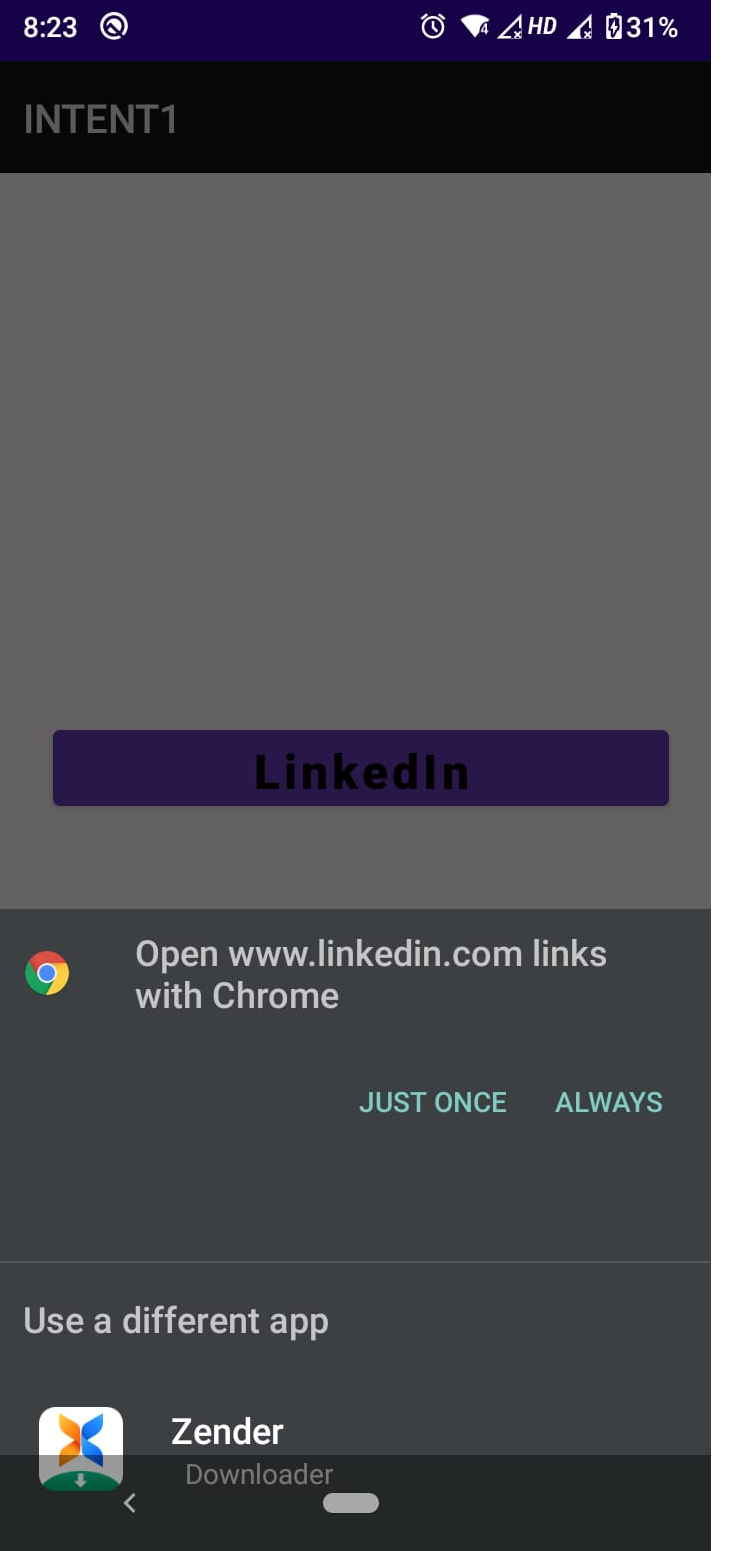 8:23 4 HD 31%
INTENT1
LinkedIn
Open www.linkedin.com links
with Chrome
JUST ONCE ALWAYS
Use a different app
Zender
Downloader